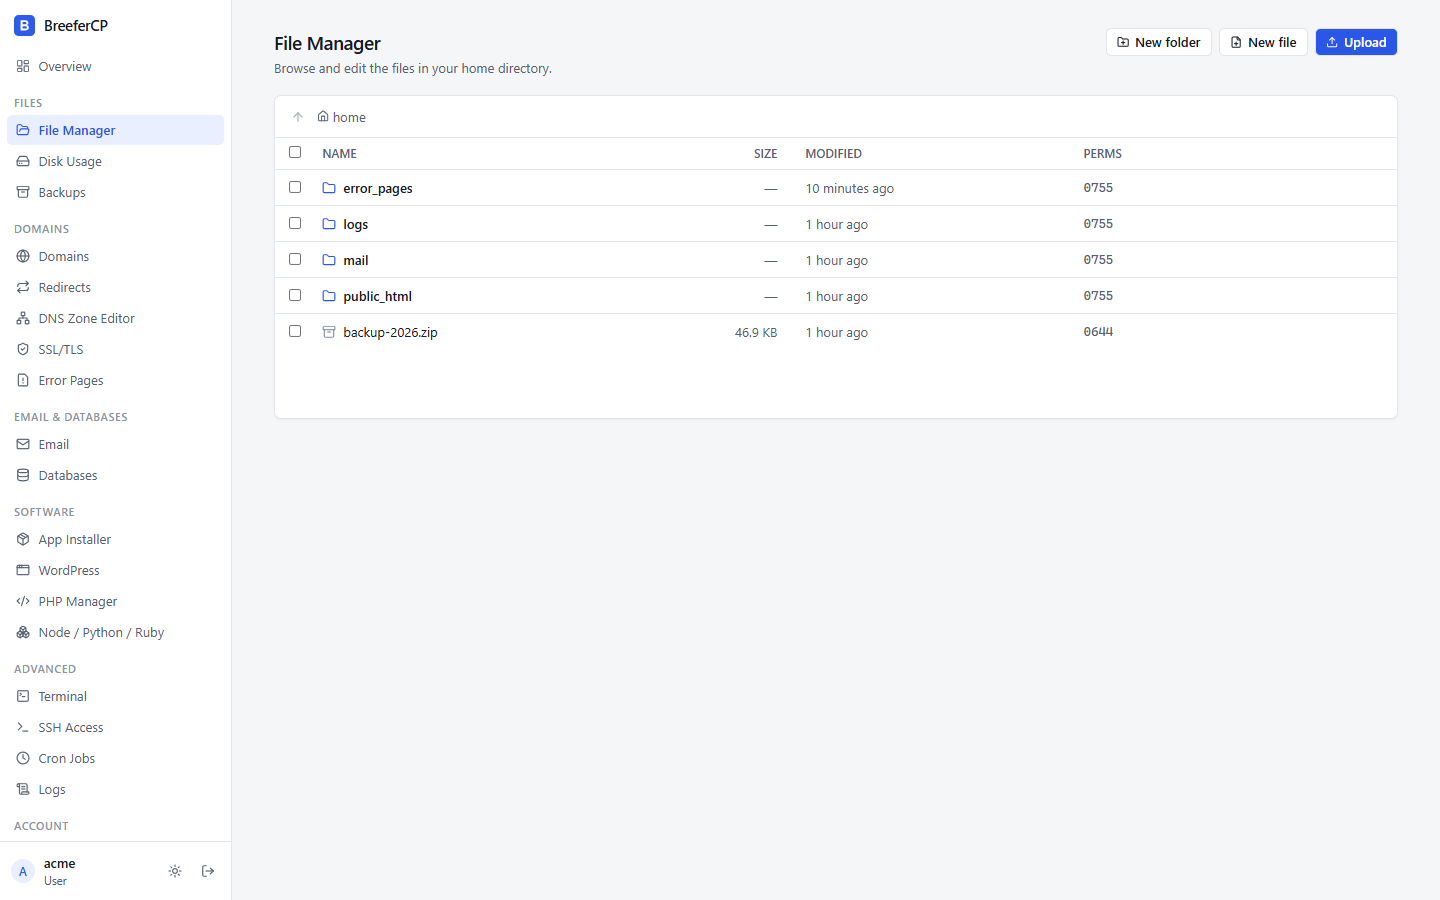 B BreeferCP
Overview
FILES
File Manager
Disk Usage
Backups
DOMAINS
Domains
Redirects
DNS Zone Editor
SSL/TLS
Error Pages
EMAIL & DATABASES
Email
Databases
SOFTWARE
App Installer
WordPress
PHP Manager
Node / Python / Ruby
ADVANCED
Terminal
SSH Access
Cron Jobs
Logs
ACCOUNT
A acme
User
File Manager
Browse and edit the files in your home directory.
New folder New file Upload
home
NAME SIZE MODIFIED PERMS
error_pages — 10 minutes ago 0755
logs — 1 hour ago 0755
mail — 1 hour ago 0755
public_html — 1 hour ago 0755
backup-2026.zip 46.9 KB 1 hour ago 0644